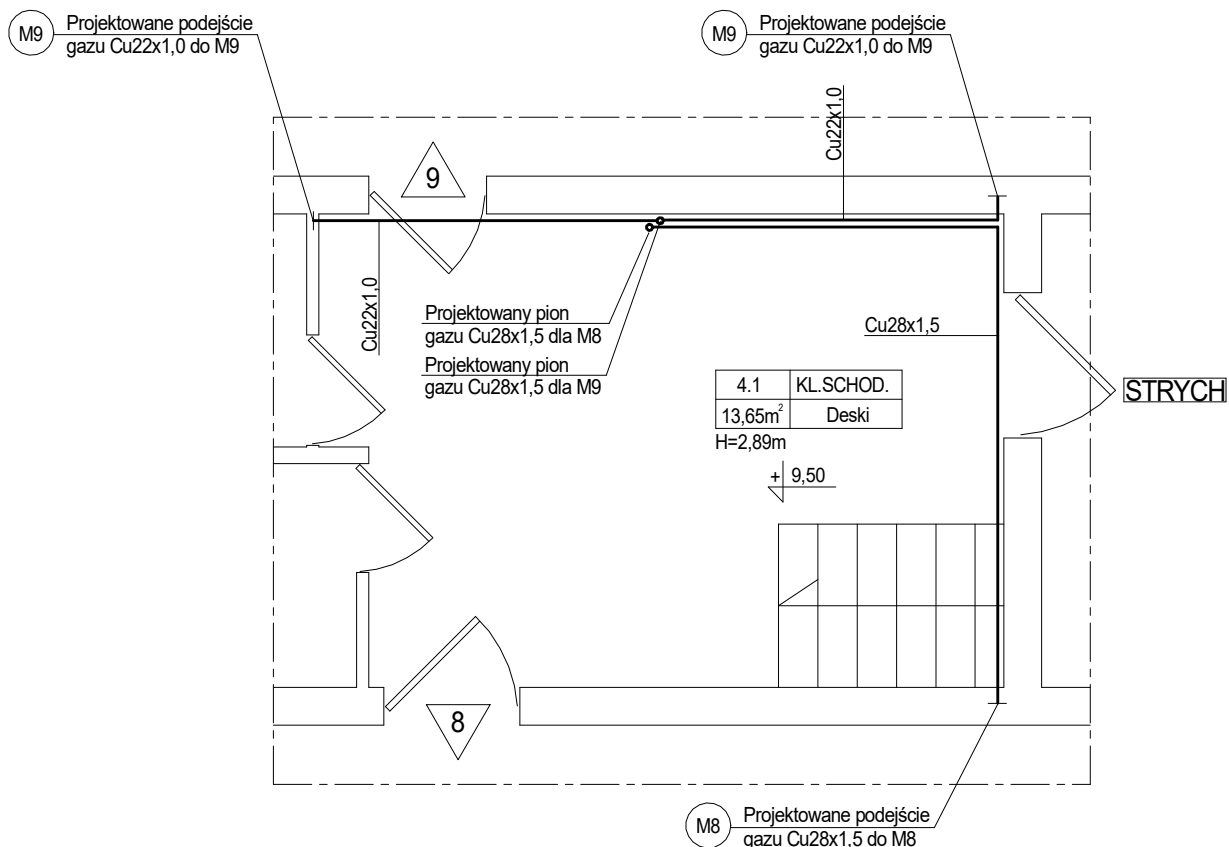 M9
Projektowane podejście
gazu Cu22x1,0 do M9
M9
Projektowane podejście
gazu Cu22x1,0 do M9
Cu22x1,0
9
Cu22x1,0
Projektowany pion
gazu Cu28x1,5 dla M8
Projektowany pion
gazu Cu28x1,5 dla M9
Cu28x1,5
4.1 KL.SCHOD.
13,65m² Deski
H=2,89m
+ 9,50
STRYCH
8
M8
Projektowane podejście
gazu Cu28x1,5 do M8